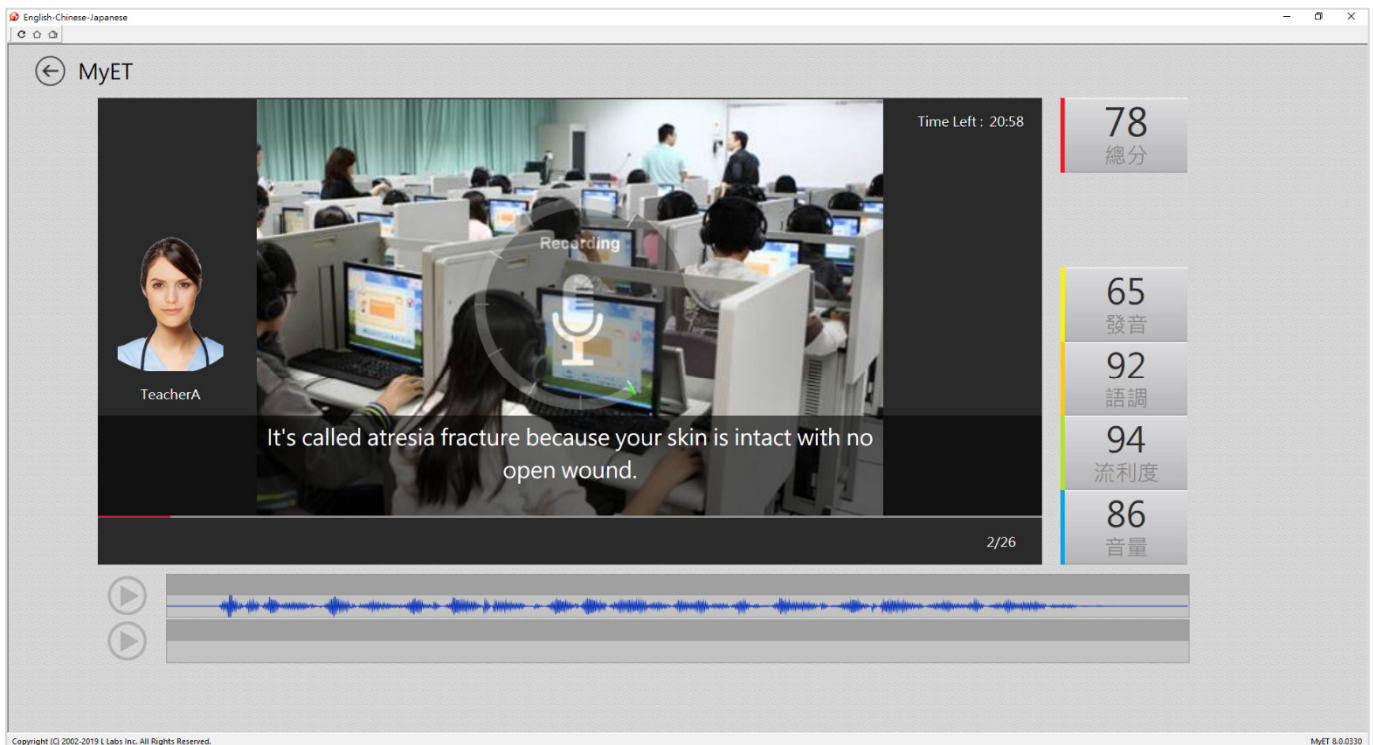 English-Chinese-Japanese
MyET
Time Left : 20:58
Recording
TeacherA
It's called atresia fracture because your skin is intact with no
open wound.
2/26
78
總分
65
發音
92
語調
94
流利度
86
音量
Copyright (C) 2002-2019 L Labs Inc. All Rights Reserved.
MyET 8.0.0330